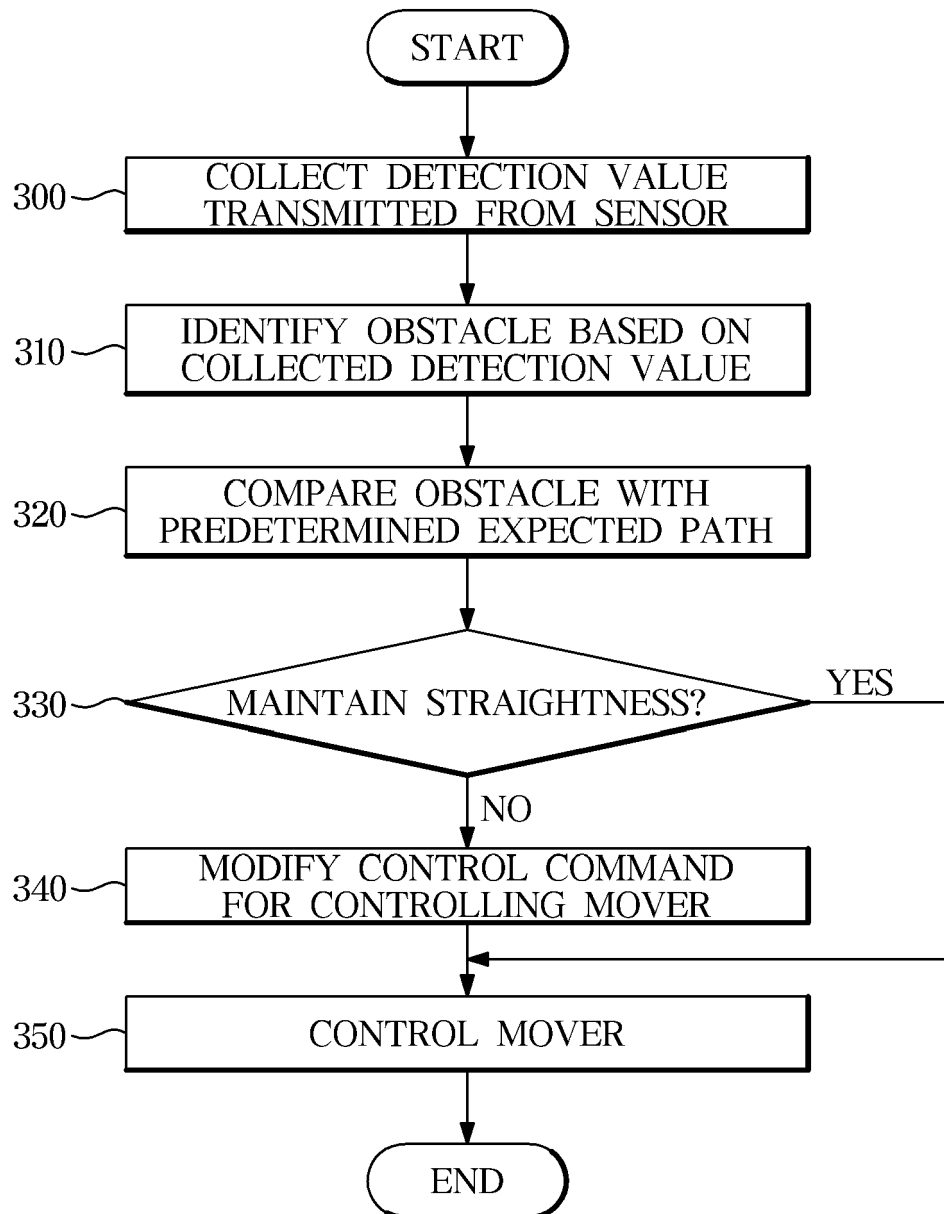 START
300
COLLECT DETECTION VALUE
TRANSMITTED FROM SENSOR
310
IDENTIFY OBSTACLE BASED ON
COLLECTED DETECTION VALUE
320
COMPARE OBSTACLE WITH
PREDETERMINED EXPECTED PATH
330
MAINTAIN STRAIGHTNESS?
YES
NO
340
MODIFY CONTROL COMMAND
FOR CONTROLLING MOVER
350
CONTROL MOVER
END